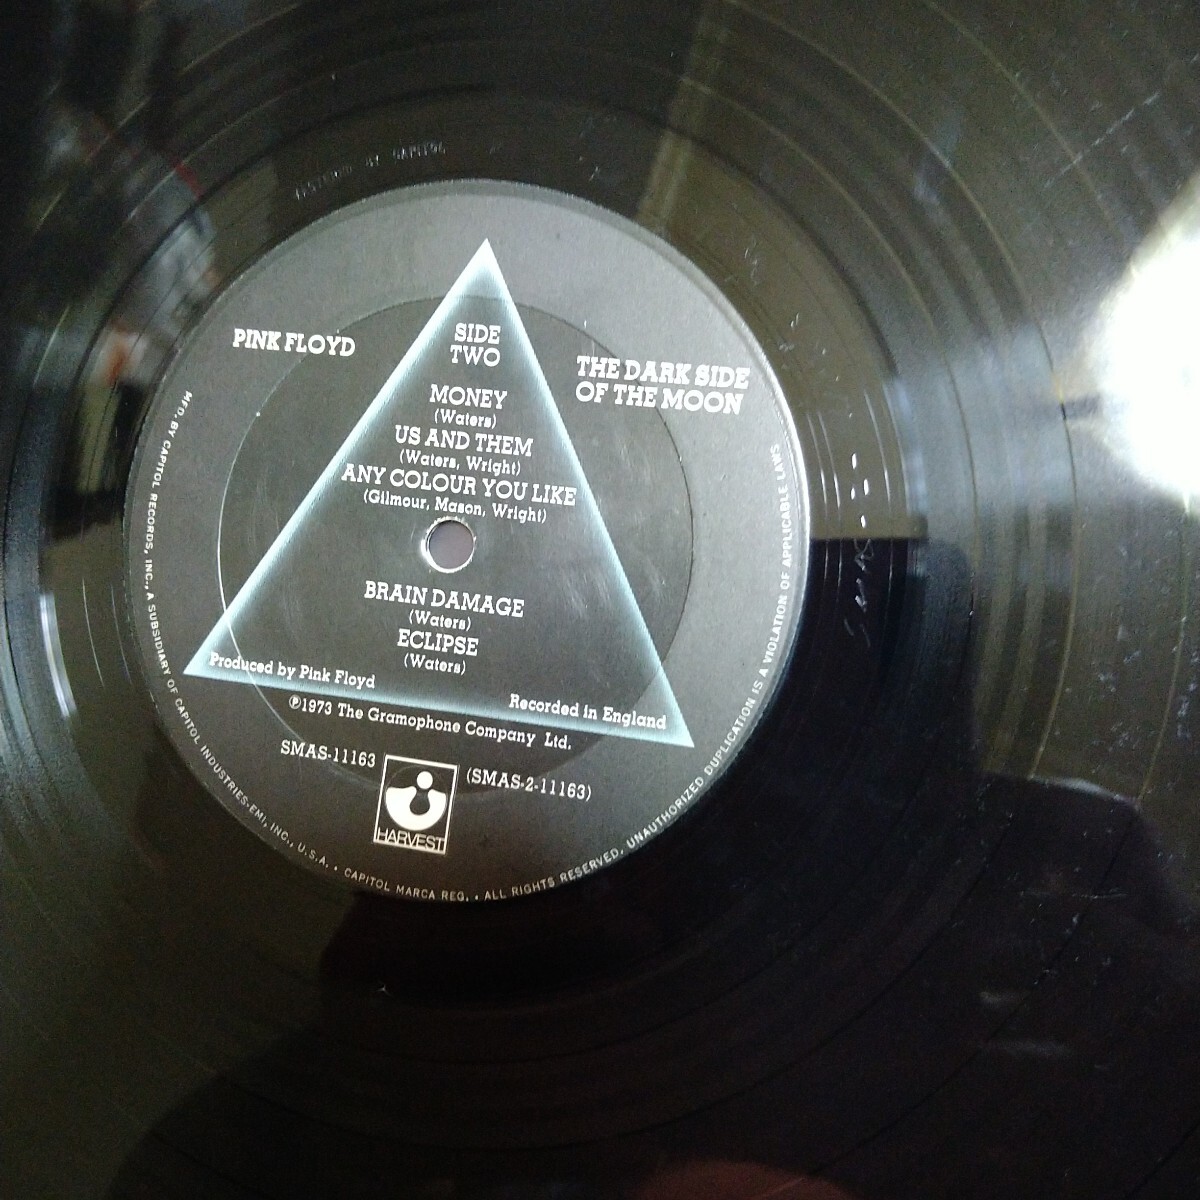 MASTERED BY CAPITOL
PINK FLOYD
SIDE
TWO
THE DARK SIDE
OF THE MOON
MONEY
(Waters)
US AND THEM
(Waters, Wright)
ANY COLOUR YOU LIKE
(Gilmour, Mason, Wright)
BRAIN DAMAGE
(Waters)
ECLIPSE
(Waters)
Produced by Pink Floyd
Recorded in England
℗1973 The Gramophone Company Ltd.
SMAS-11163
(SMAS-2-11163)
HARVEST
MFD. BY CAPITOL RECORDS, INC., A SUBSIDIARY OF CAPITOL INDUSTRIES-EMI, INC., U.S.A. • CAPITOL MARCA REG. • ALL RIGHTS RESERVED. UNAUTHORIZED DUPLICATION IS A VIOLATION OF APPLICABLE LAWS